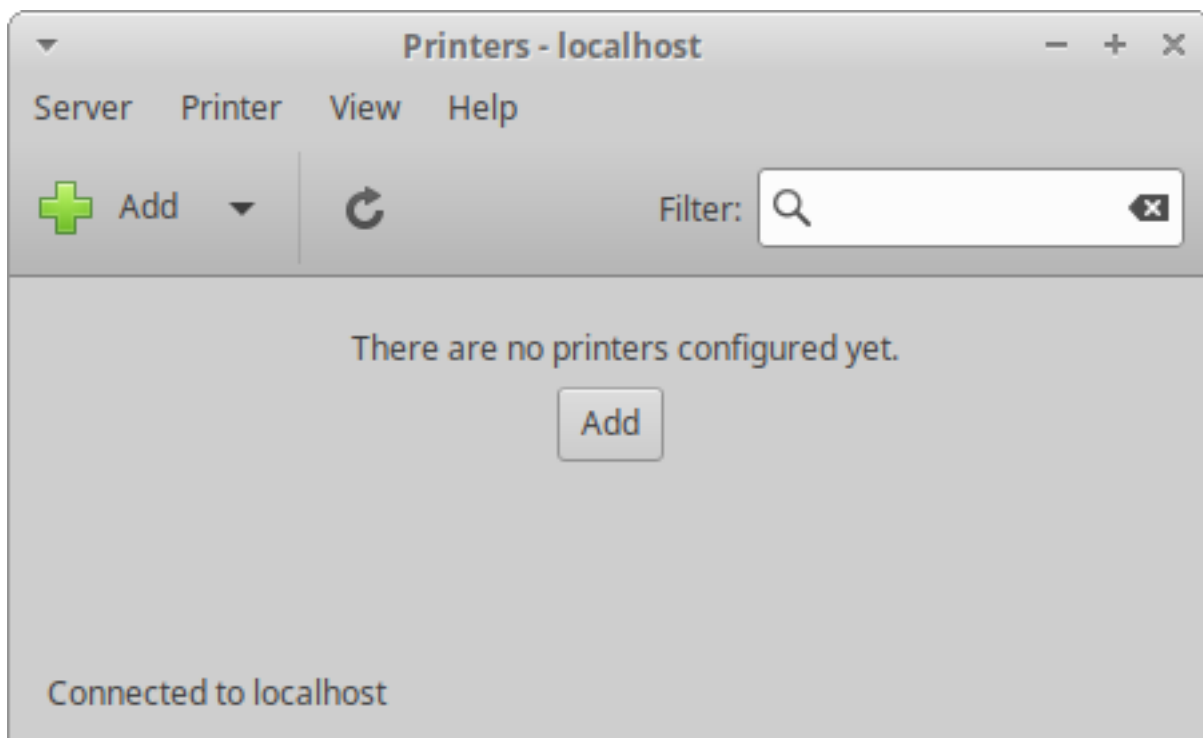 Printers - localhost
Server Printer View Help
Add Filter:
There are no printers configured yet.
Add
Connected to localhost